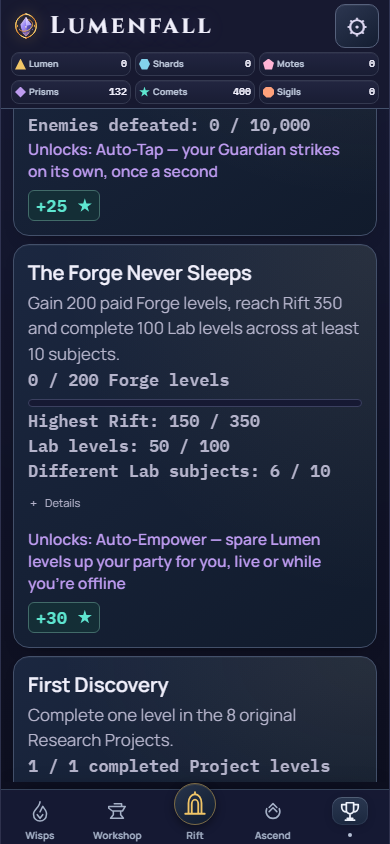 LUMENFALL
Lumen 0
Shards 0
Motes 0
Prisms 132
Comets 400
Sigils 0
Enemies defeated: 0 / 10,000
Unlocks: Auto-Tap — your Guardian strikes
on its own, once a second
+25 ★
The Forge Never Sleeps
Gain 200 paid Forge levels, reach Rift 350
and complete 100 Lab levels across at least
10 subjects.
0 / 200 Forge levels
Highest Rift: 150 / 350
Lab levels: 50 / 100
Different Lab subjects: 6 / 10
+ Details
Unlocks: Auto-Empower — spare Lumen
levels up your party for you, live or while
you're offline
+30 ★
First Discovery
Complete one level in the 8 original
Research Projects.
1 / 1 completed Project levels
Wisps
Workshop
Rift
Ascend